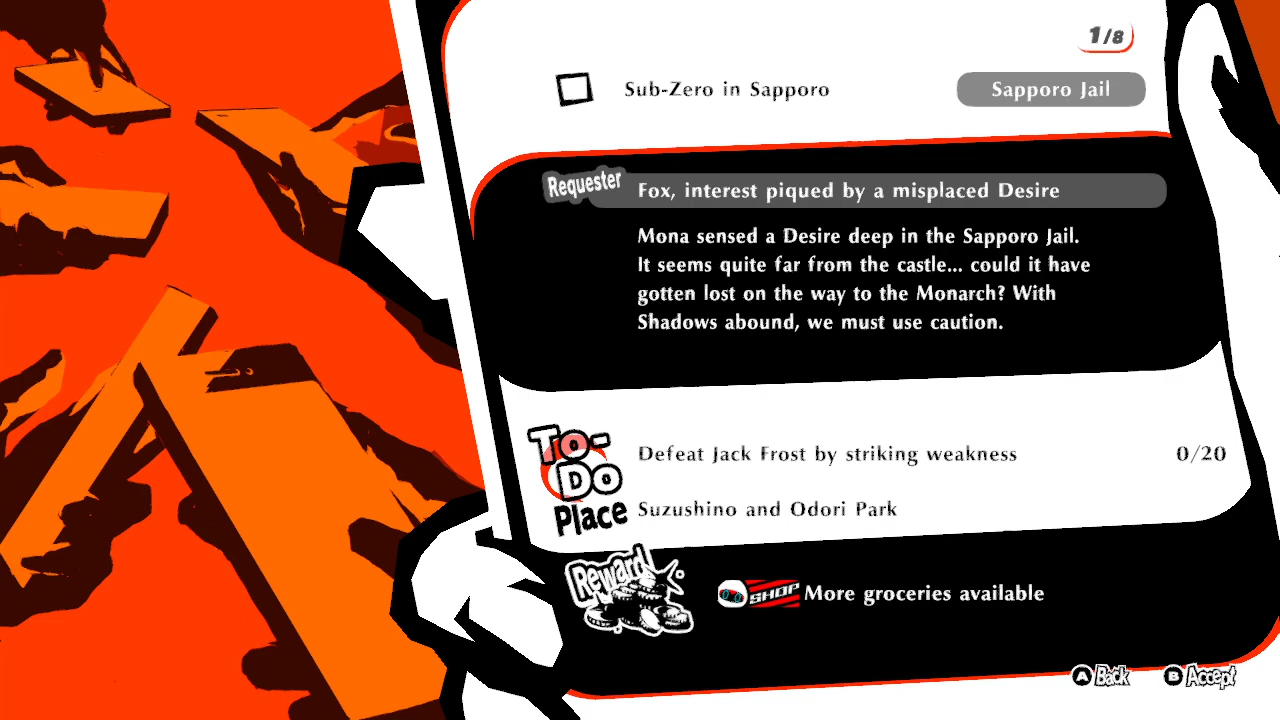 1/8
Sub-Zero in Sapporo
Sapporo Jail
Requester
Fox, interest piqued by a misplaced Desire
Mona sensed a Desire deep in the Sapporo Jail.
It seems quite far from the castle... could it have
gotten lost on the way to the Monarch? With
Shadows abound, we must use caution.
To-Do
Defeat Jack Frost by striking weakness
0/20
Place
Suzushino and Odori Park
Reward
SHOP
More groceries available
A Back
B Accept